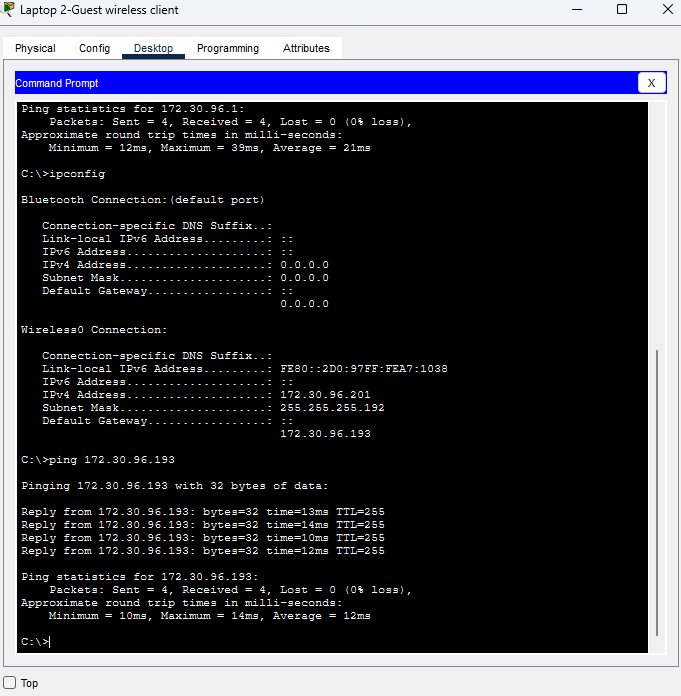 Laptop 2-Guest wireless client
Physical Config Desktop Programming Attributes
Command Prompt
X
Ping statistics for 172.30.96.1:
    Packets: Sent = 4, Received = 4, Lost = 0 (0% loss),
Approximate round trip times in milli-seconds:
    Minimum = 12ms, Maximum = 39ms, Average = 21ms
C:\>ipconfig
Bluetooth Connection:(default port)
   Connection-specific DNS Suffix..:
   Link-local IPv6 Address.........: ::
   IPv6 Address....................: ::
   IPv4 Address....................: 0.0.0.0
   Subnet Mask.....................: 0.0.0.0
   Default Gateway.................: ::
                                     0.0.0.0
Wireless0 Connection:
   Connection-specific DNS Suffix..:
   Link-local IPv6 Address.........: FE80::2D0:97FF:FEA7:1038
   IPv6 Address....................: ::
   IPv4 Address....................: 172.30.96.201
   Subnet Mask.....................: 255.255.255.192
   Default Gateway.................: ::
                                     172.30.96.193
C:\>ping 172.30.96.193
Pinging 172.30.96.193 with 32 bytes of data:
Reply from 172.30.96.193: bytes=32 time=13ms TTL=255
Reply from 172.30.96.193: bytes=32 time=14ms TTL=255
Reply from 172.30.96.193: bytes=32 time=10ms TTL=255
Reply from 172.30.96.193: bytes=32 time=12ms TTL=255
Ping statistics for 172.30.96.193:
    Packets: Sent = 4, Received = 4, Lost = 0 (0% loss),
Approximate round trip times in milli-seconds:
    Minimum = 10ms, Maximum = 14ms, Average = 12ms
C:\>
Top